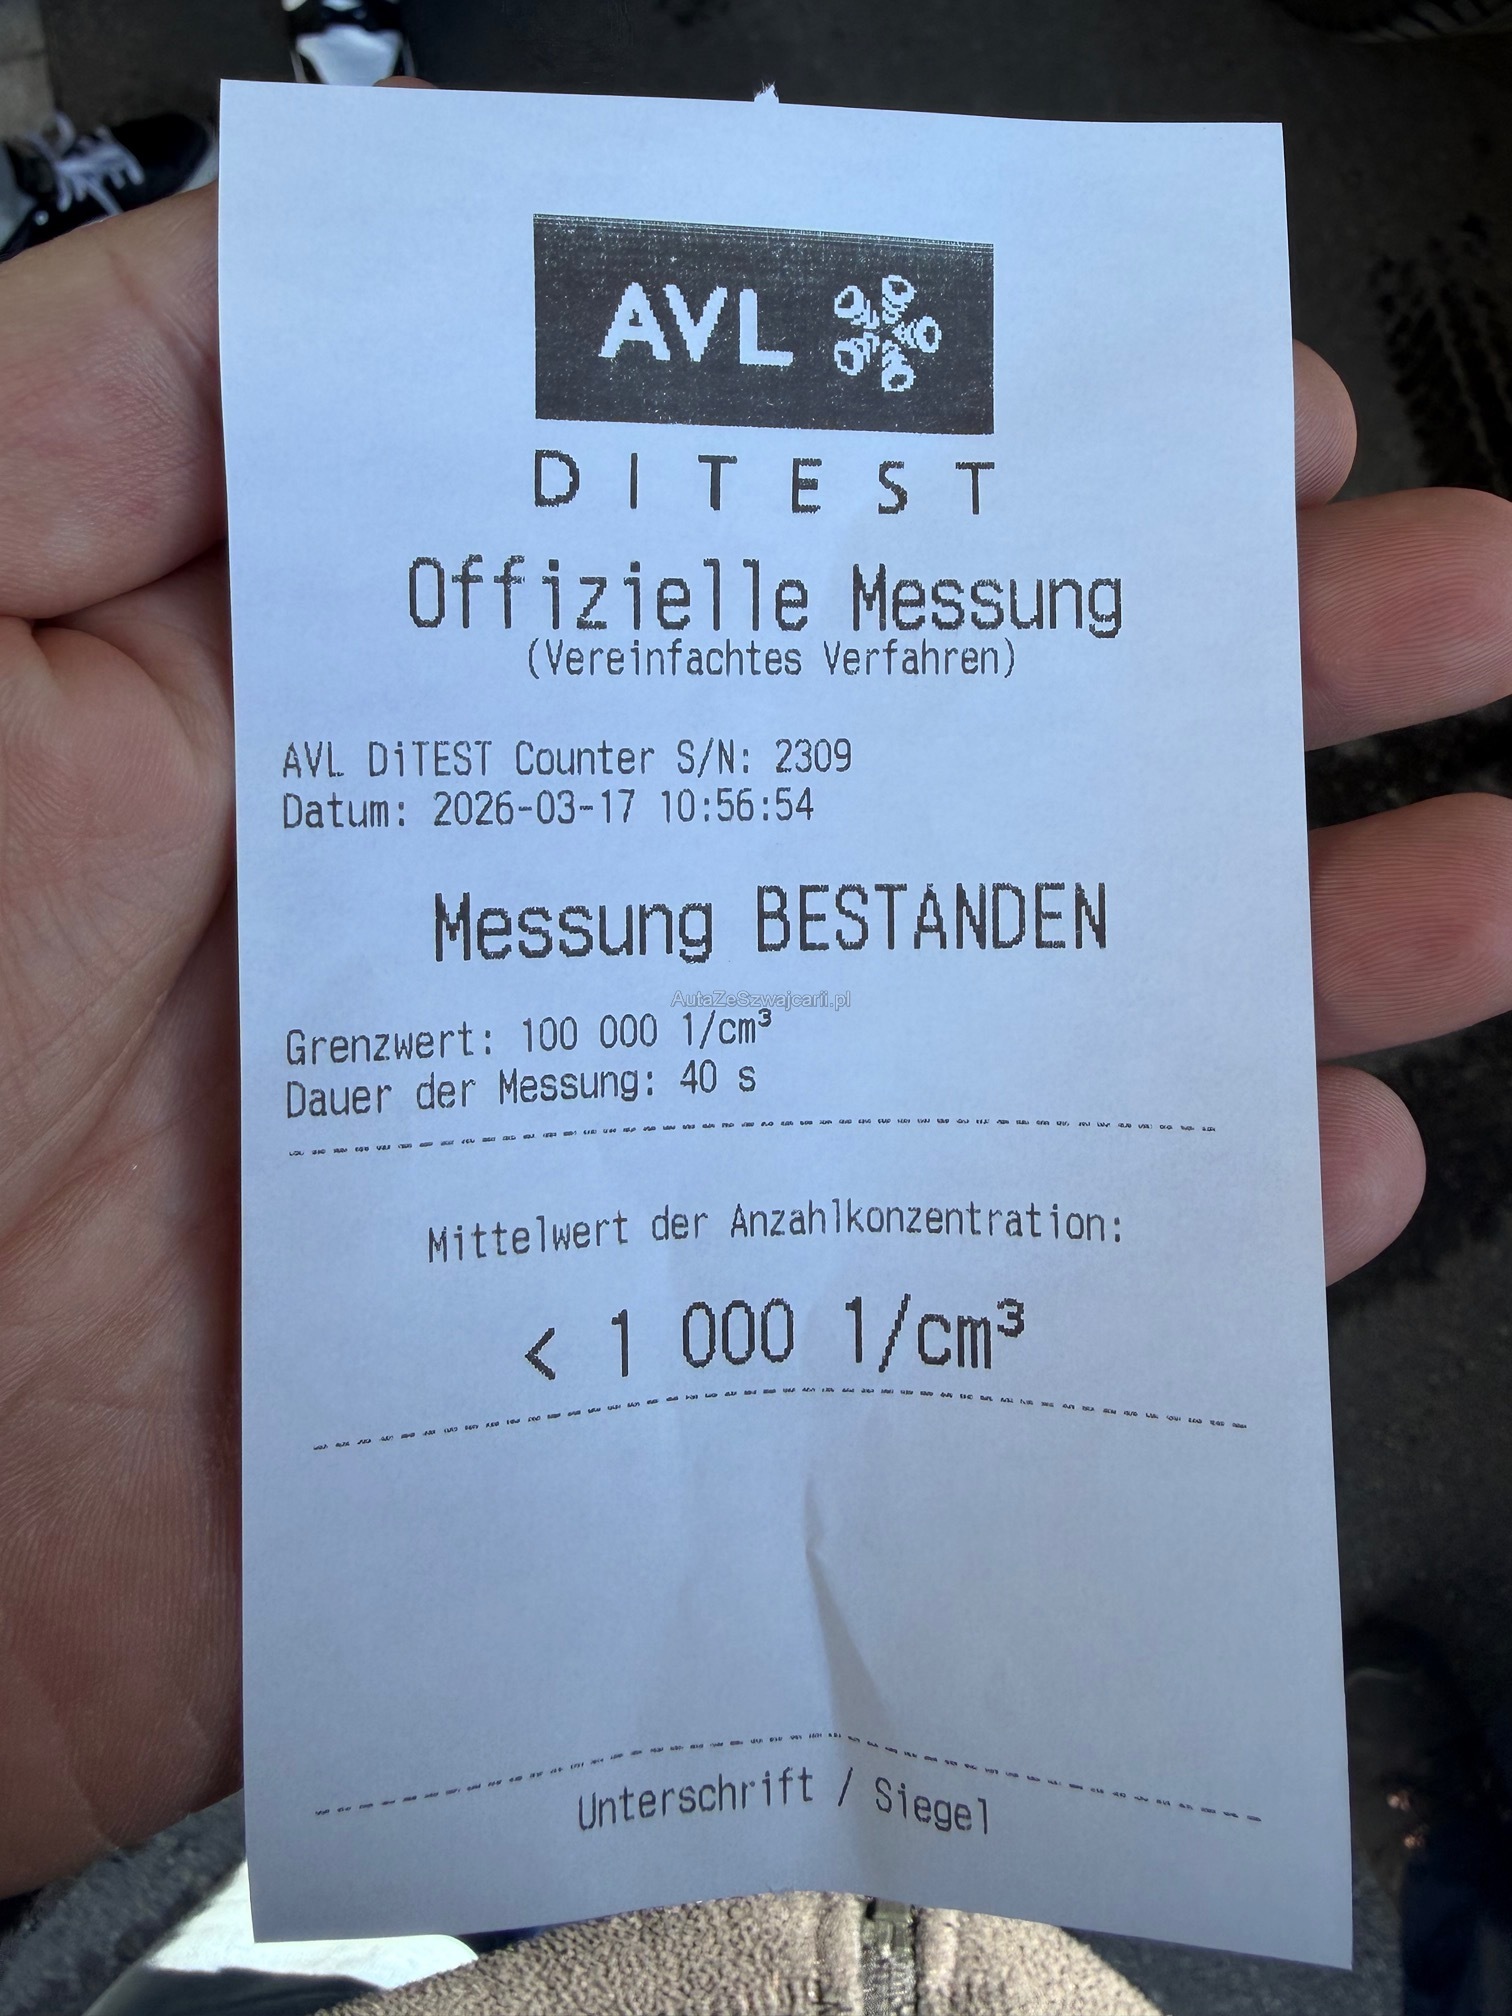 AVL
DITEST
Offizielle Messung
(Vereinfachtes Verfahren)
AVL DiTEST Counter S/N: 2309
Datum: 2026-03-17 10:56:54
Messung BESTANDEN
AutaZeSzwajcarii.pl
Grenzwert: 100 000 1/cm³
Dauer der Messung: 40 s
Mittelwert der Anzahlkonzentration:
< 1 000 1/cm³
Unterschrift / Siegel